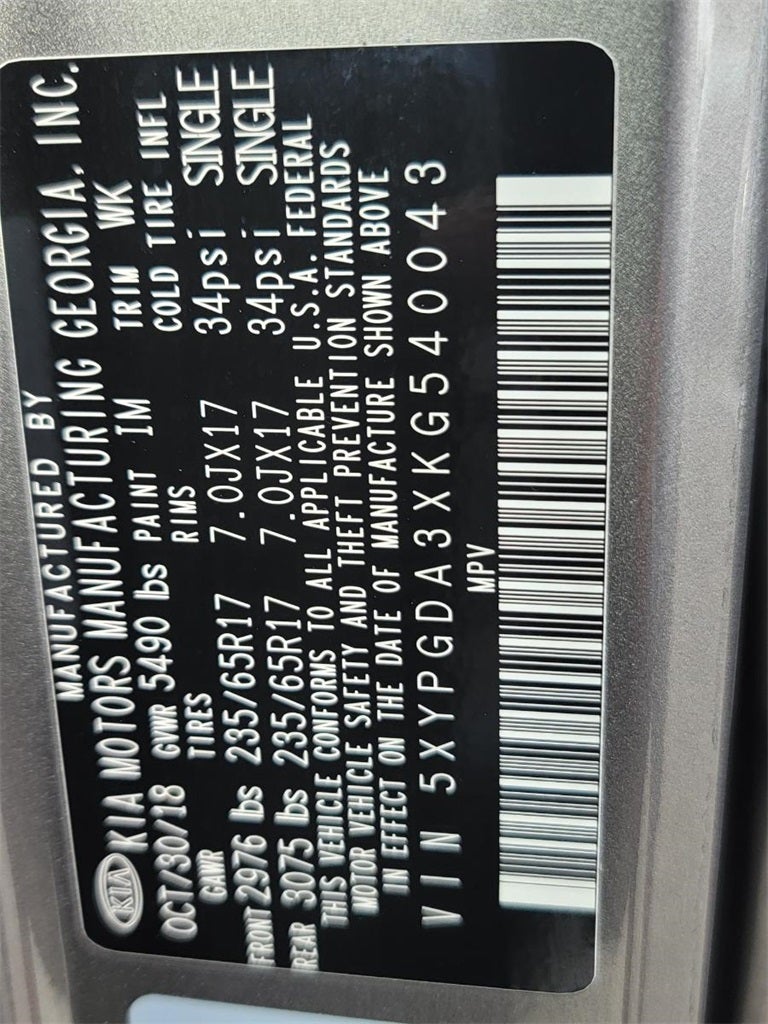 MANUFACTURED BY
KIA KIA MOTORS MANUFACTURING GEORGIA, INC.
OCT/30/18 GVWR 5490 lbs PAINT IM TRIM WK
GAWR TIRES RIMS COLD TIRE INFL
FRONT 2976 lbs 235/65R17 7.0JX17 34psi SINGLE
REAR 3075 lbs 235/65R17 7.0JX17 34psi SINGLE
THIS VEHICLE CONFORMS TO ALL APPLICABLE U.S.A. FEDERAL
MOTOR VEHICLE SAFETY AND THEFT PREVENTION STANDARDS
IN EFFECT ON THE DATE OF MANUFACTURE SHOWN ABOVE
VIN 5XYPGDA3XKG540043
MPV